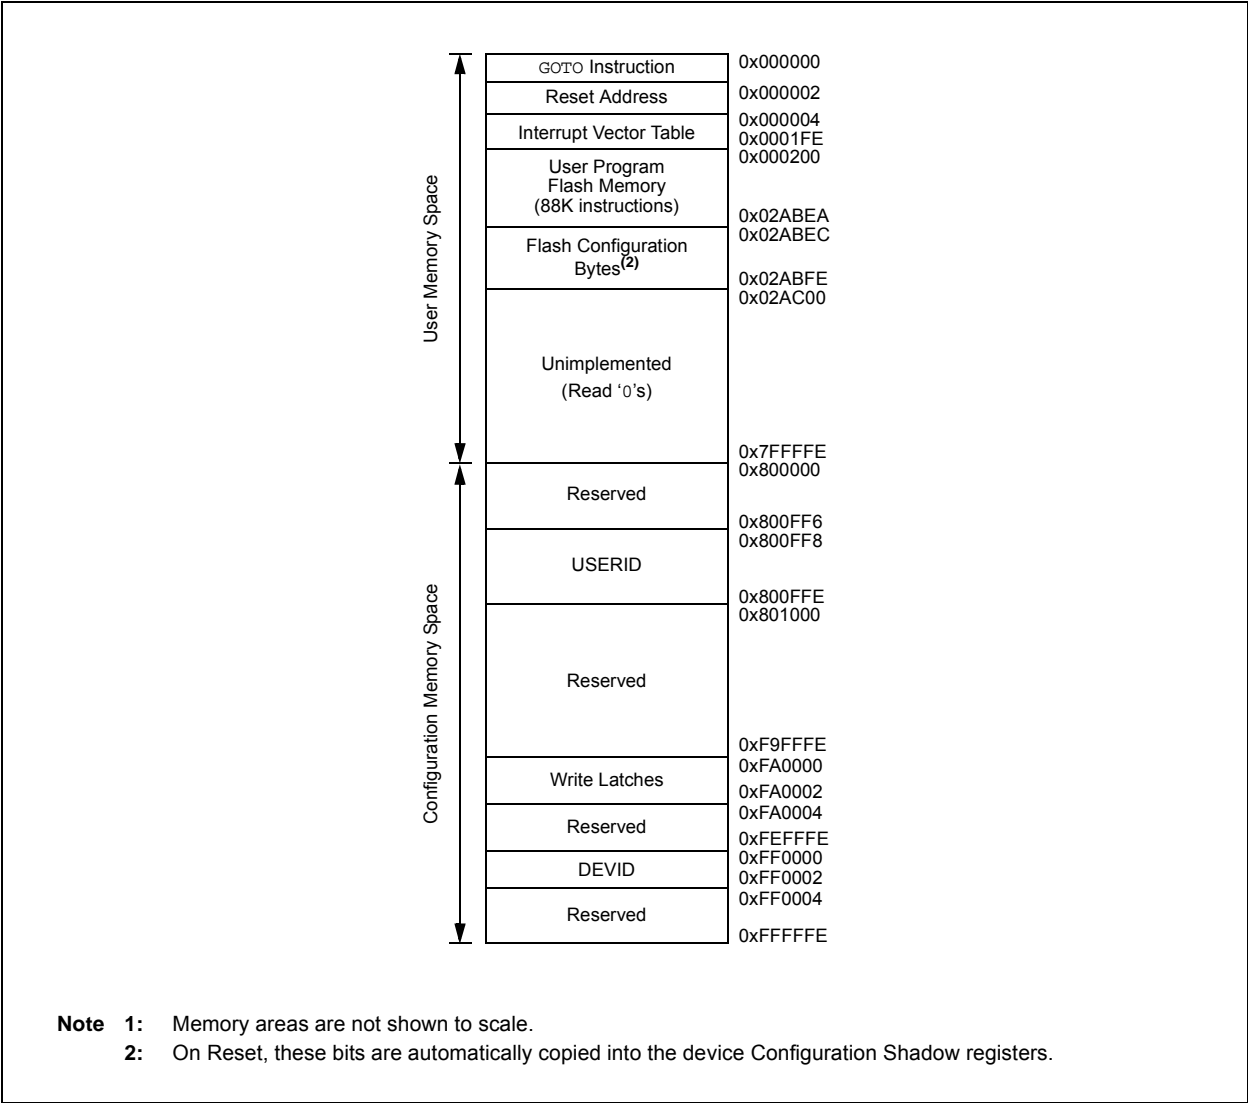 GOTO Instruction
0x000000
Reset Address
0x000002
0x000004
Interrupt Vector Table
0x0001FE
0x000200
User Program
Flash Memory
(88K instructions)
0x02ABEA
0x02ABEC
Flash Configuration
Bytes(2)
0x02ABFE
0x02AC00
User Memory Space
Unimplemented
(Read ‘0’s)
0x7FFFFE
0x800000
Reserved
0x800FF6
0x800FF8
USERID
0x800FFE
0x801000
Configuration Memory Space
Reserved
0xF9FFFE
0xFA0000
Write Latches
0xFA0002
0xFA0004
Reserved
0xFEFFFE
0xFF0000
DEVID
0xFF0002
0xFF0004
Reserved
0xFFFFFE
Note 1: Memory areas are not shown to scale.
2: On Reset, these bits are automatically copied into the device Configuration Shadow registers.